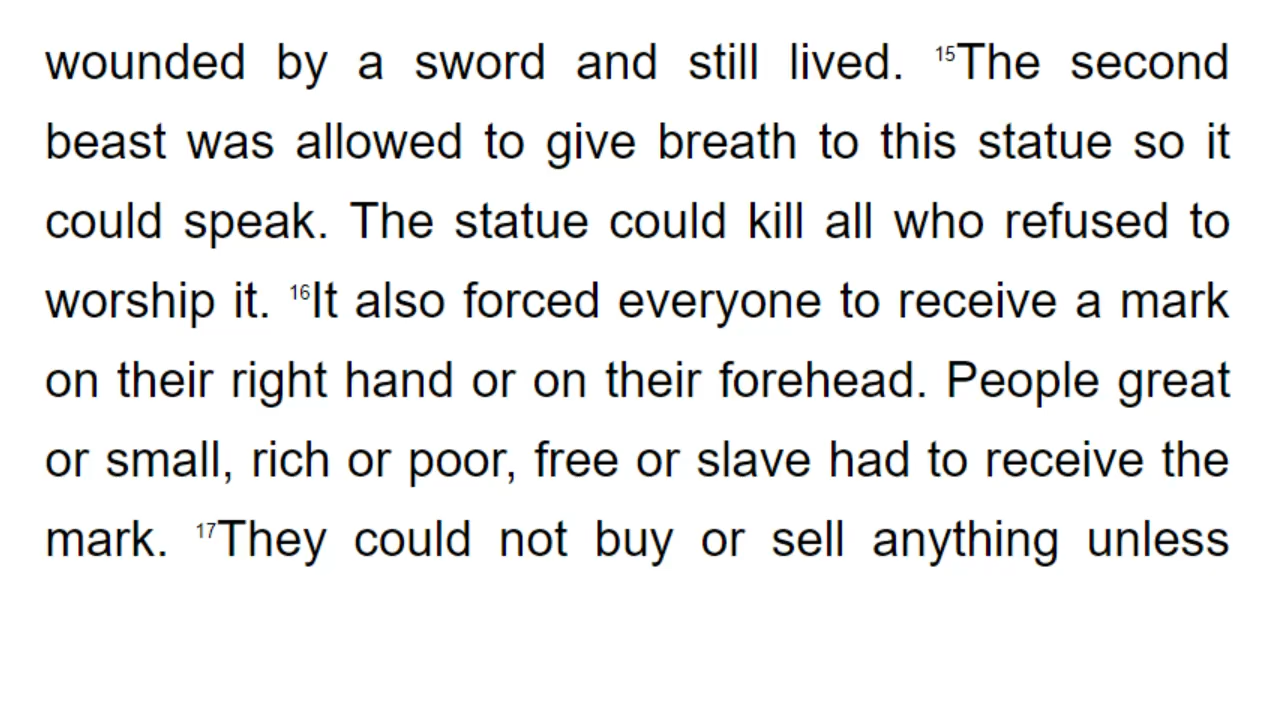 wounded by a sword and still lived. 15The second
beast was allowed to give breath to this statue so it
could speak. The statue could kill all who refused to
worship it. 16It also forced everyone to receive a mark
on their right hand or on their forehead. People great
or small, rich or poor, free or slave had to receive the
mark. 17They could not buy or sell anything unless